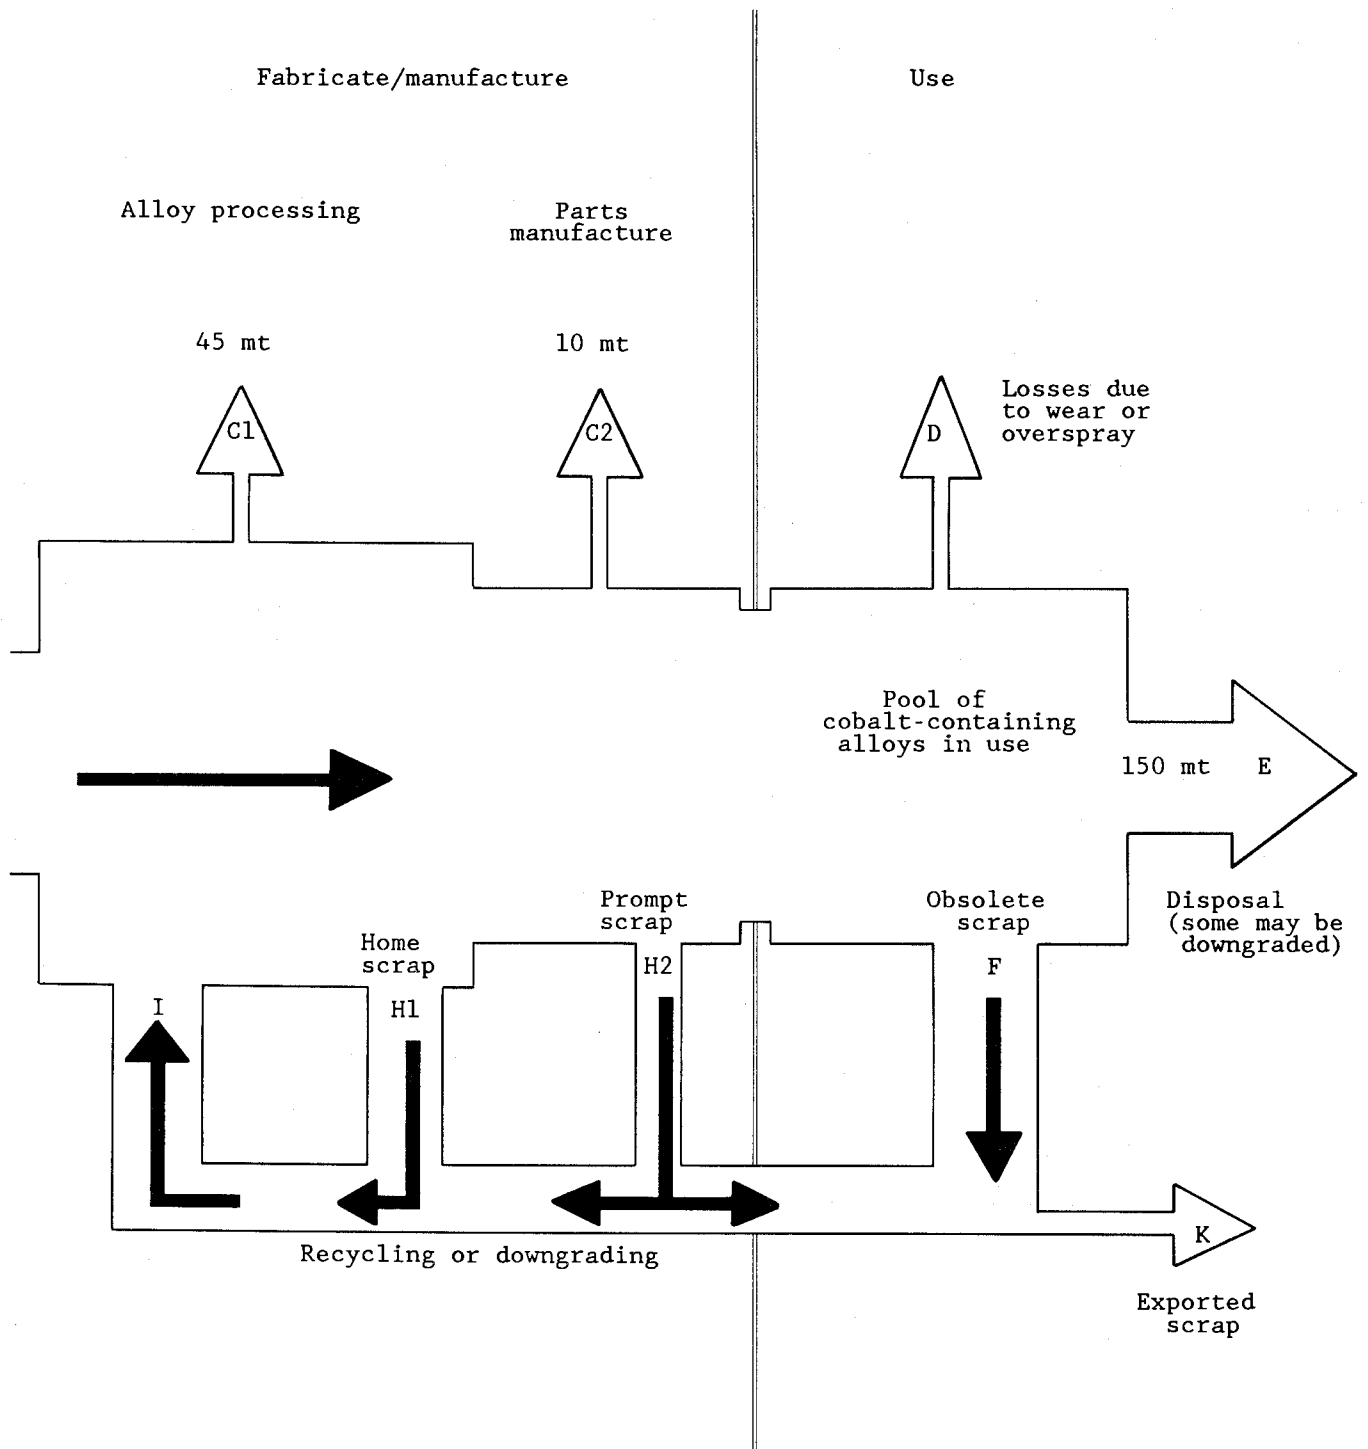 Fabricate/manufacture
Use
Alloy processing
Parts
manufacture
45 mt
10 mt
C1
C2
D
Losses due
to wear or
overspray
Pool of
cobalt-containing
alloys in use
150 mt
E
Disposal
(some may be
downgraded)
Home
scrap
Prompt
scrap
Obsolete
scrap
I
H1
H2
F
Recycling or downgrading
K
Exported
scrap